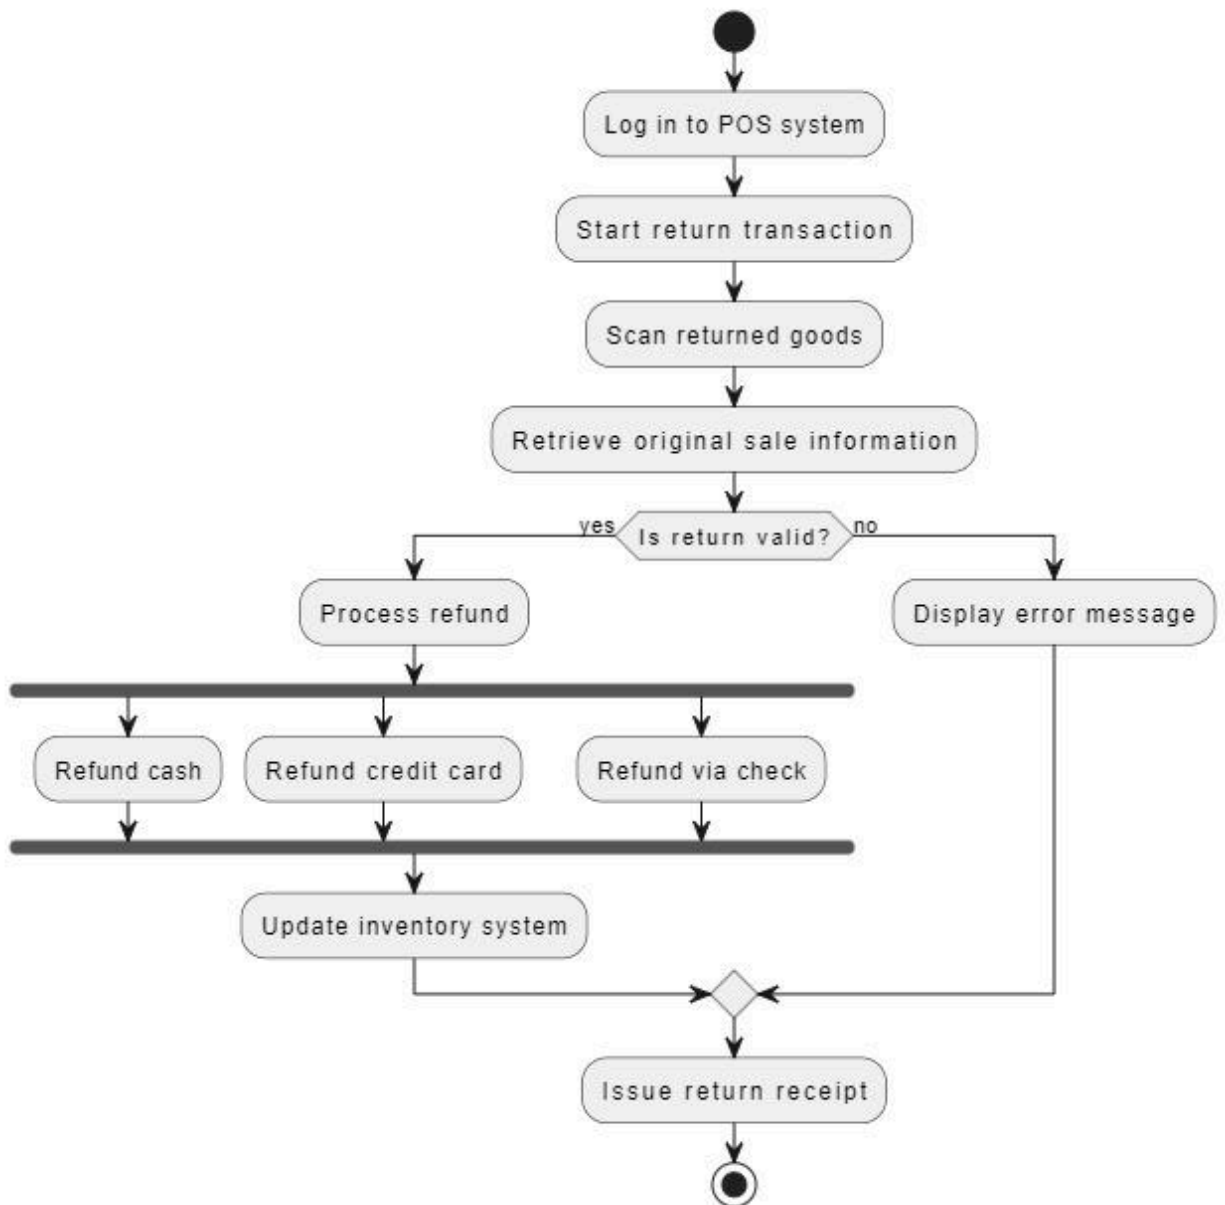 Log in to POS system
Start return transaction
Scan returned goods
Retrieve original sale information
yes
Is return valid?
no
Process refund
Display error message
Refund cash
Refund credit card
Refund via check
Update inventory system
Issue return receipt